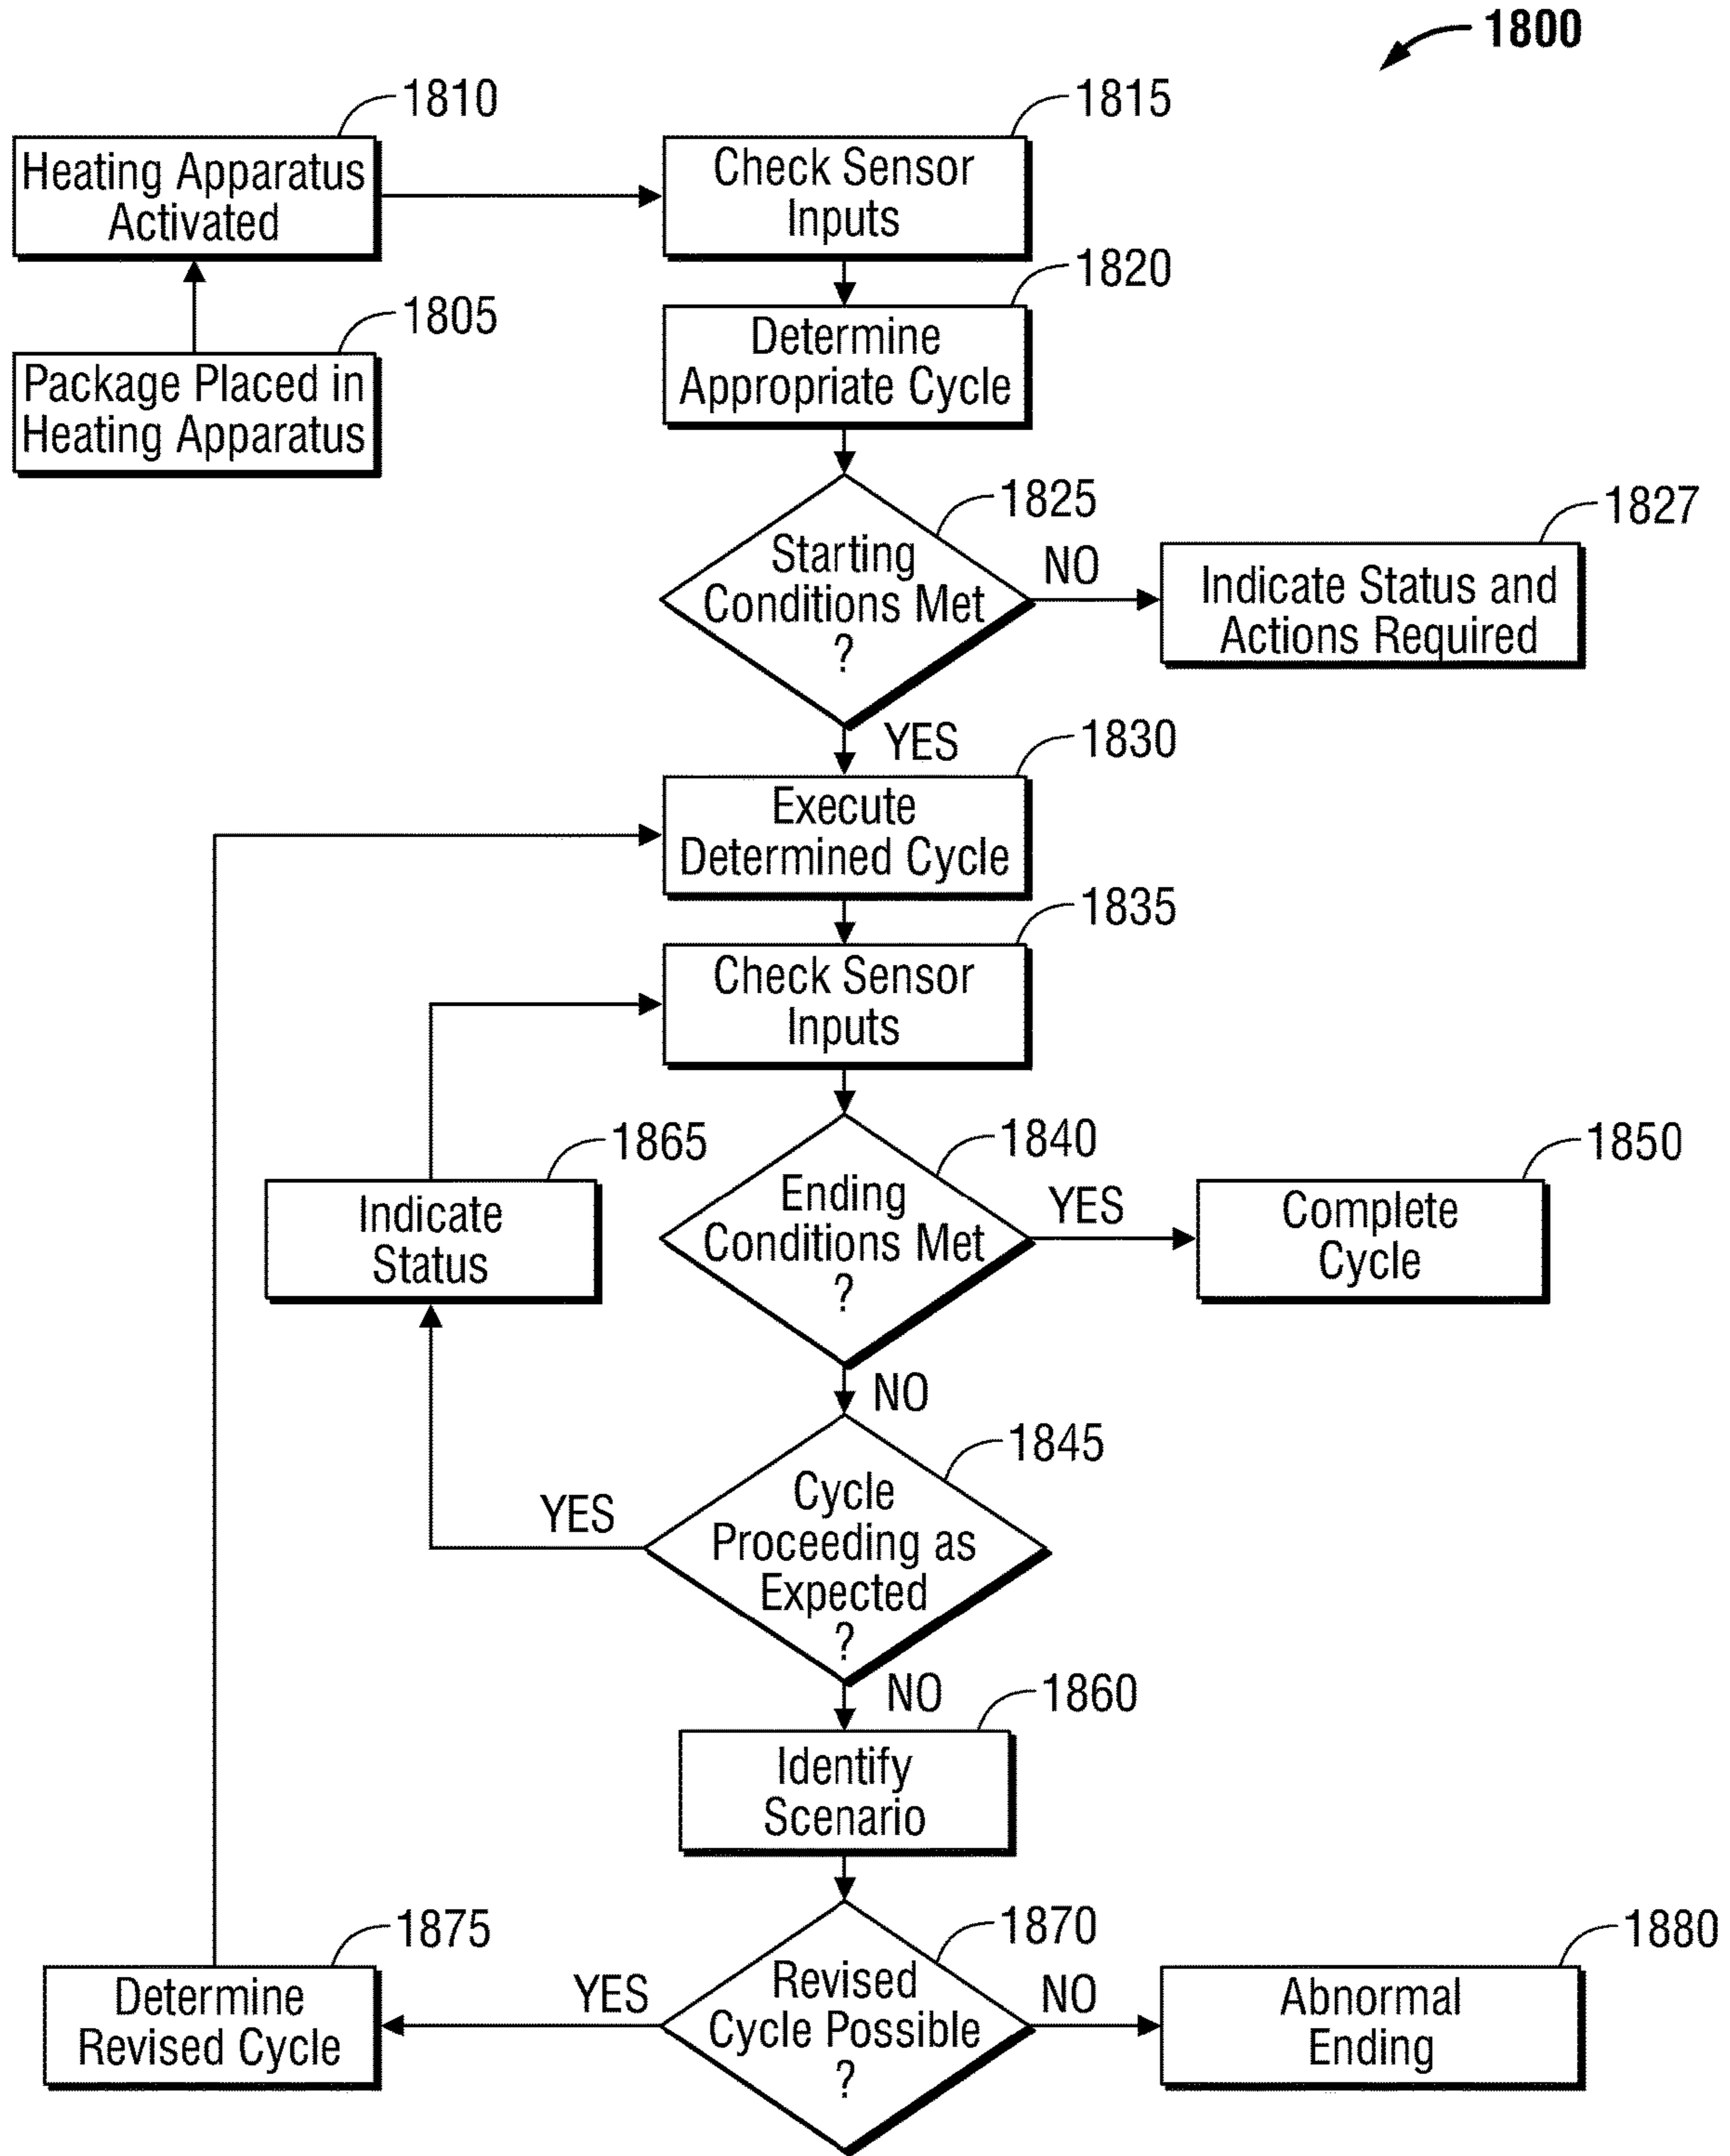 1800
1810
Heating Apparatus
Activated
1815
Check Sensor
Inputs
1805
Package Placed in
Heating Apparatus
1820
Determine
Appropriate Cycle
1825
Starting
Conditions Met
?
NO
1827
Indicate Status and
Actions Required
YES
1830
Execute
Determined Cycle
1835
Check Sensor
Inputs
1865
Indicate
Status
1840
Ending
Conditions Met
?
YES
1850
Complete
Cycle
NO
1845
Cycle
Proceeding as
Expected
?
YES
NO
1860
Identify
Scenario
1875
Determine
Revised Cycle
YES
1870
Revised
Cycle Possible
?
NO
1880
Abnormal
Ending